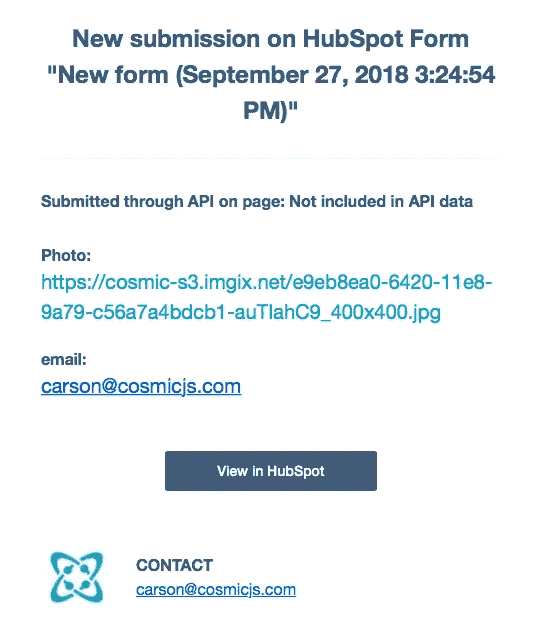 New submission on HubSpot Form
"New form (September 27, 2018 3:24:54
PM)"
Submitted through API on page: Not included in API data
Photo:
https://cosmic-s3.imgix.net/e9eb8ea0-6420-11e8-
9a79-c56a7a4bdcb1-auTlahC9_400x400.jpg
email:
carson@cosmicjs.com
View in HubSpot
CONTACT
carson@cosmicjs.com